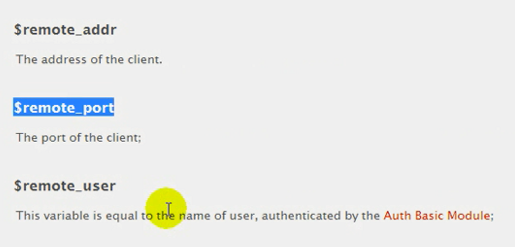 $remote_addr
The address of the client.
$remote_port
The port of the client;
$remote_user
This variable is equal to the name of user, authenticated by the Auth Basic Module;